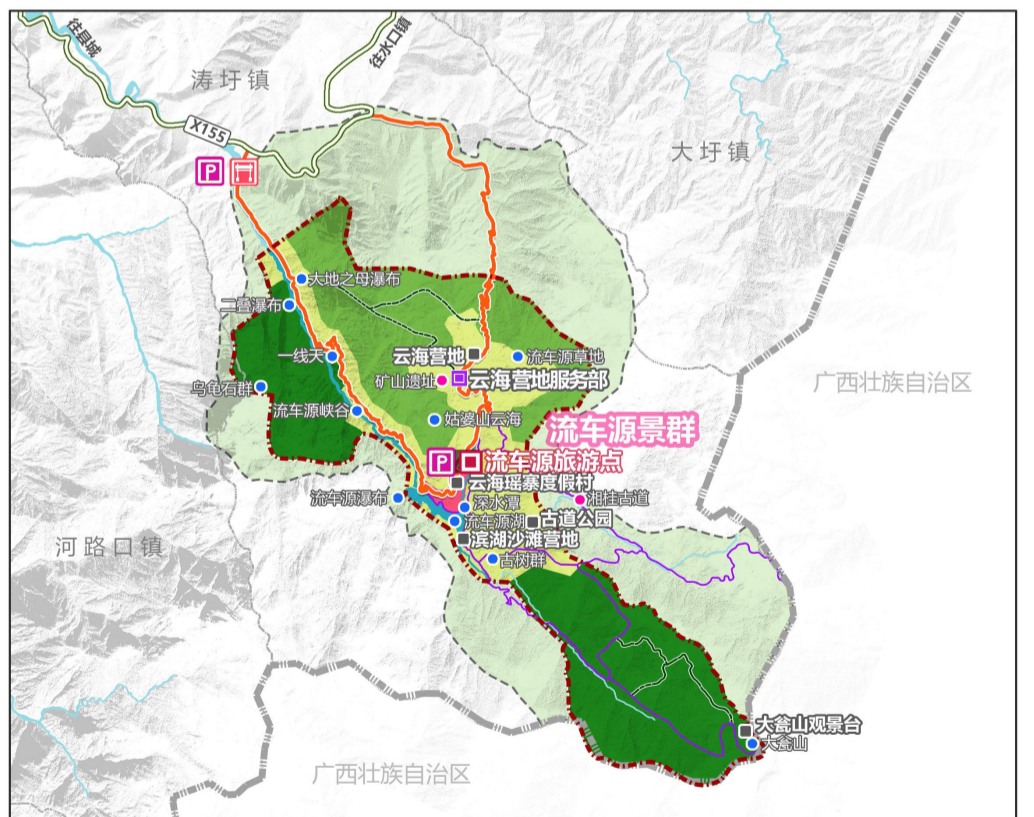 往县城
往水口镇
涛圩镇
X155
P
大圩镇
大地之母瀑布
二叠瀑布
一线天
云海营地
流车源草地
矿山遗址
云海营地服务部
乌龟石群
广西壮族自治区
流车源峡谷
姑婆山云海
流车源景群
P
流车源旅游点
云海瑶寨度假村
流车源瀑布
深水潭
湘桂古道
流车源湖
古道公园
滨湖沙滩营地
河路口镇
古树群
大瓮山观景台
大瓮山
广西壮族自治区